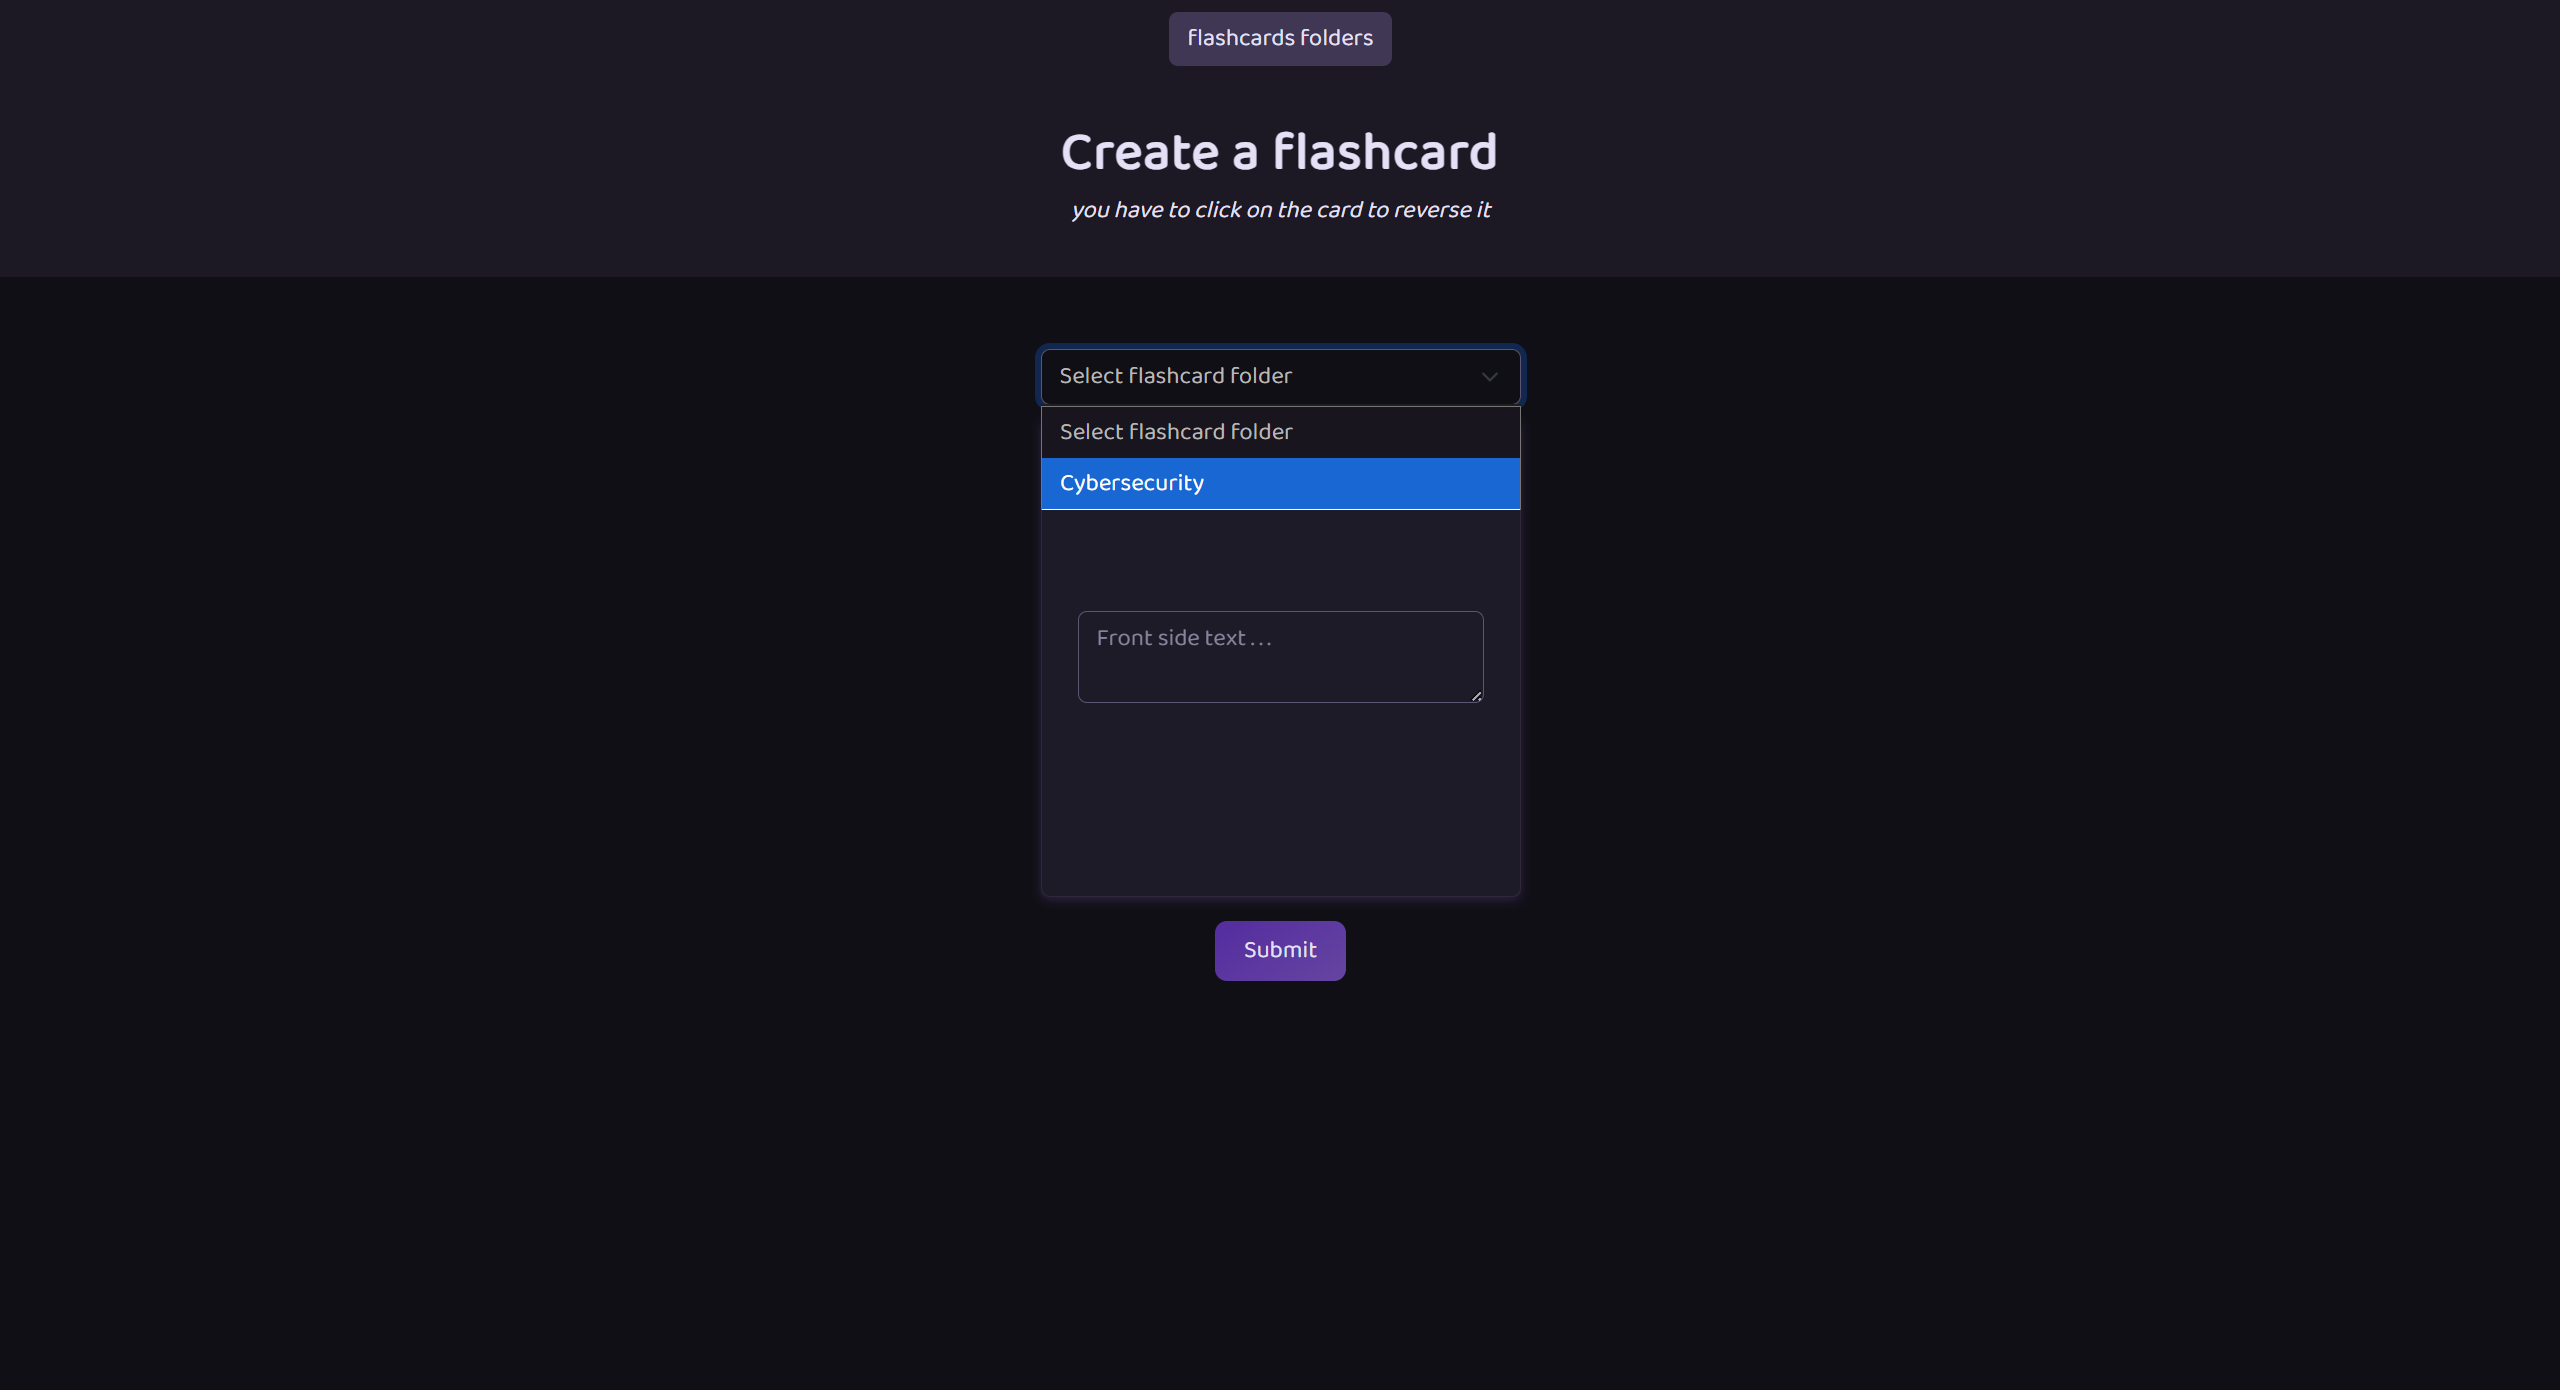 flashcards folders
Create a flashcard
you have to click on the card to reverse it
Select flashcard folder
Select flashcard folder
Cybersecurity
Front side text ...
Submit